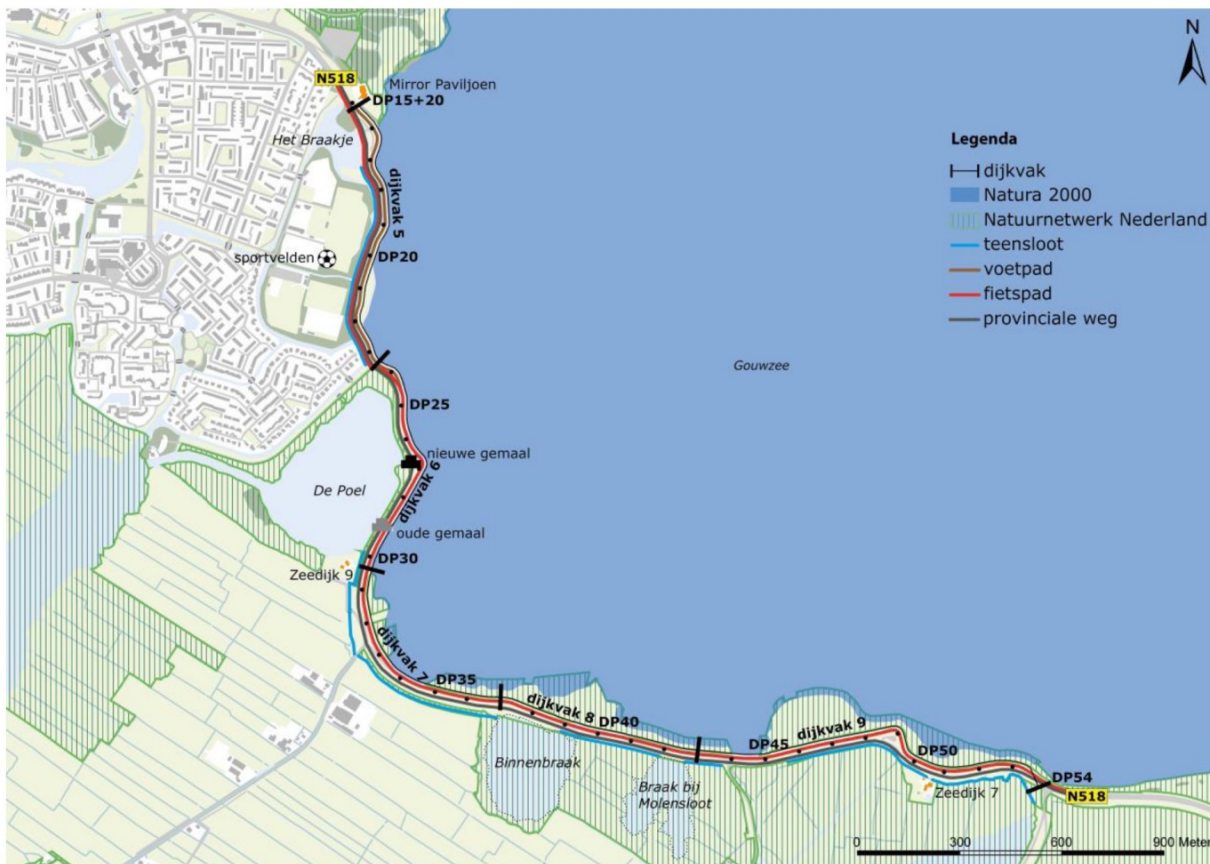 N
N518
Mirror Paviljoen
DP15+20
Het Braakje
Legenda
dijkvak
Natura 2000
Natuurnetwerk Nederland
teensloot
voetpad
fietspad
provinciale weg
dijkvak 5
sportvelden
DP20
Gouwzee
DP25
nieuwe gemaal
De Poel
dijkvak 6
oude gemaal
DP30
Zeedijk 9
dijkvak 7
DP35
dijkvak 8
DP40
dijkvak 9
DP45
DP50
Binnenbraak
Braak bij
Molensloot
Zeedijk 7
DP54
N518
0 300 600 900 Meter